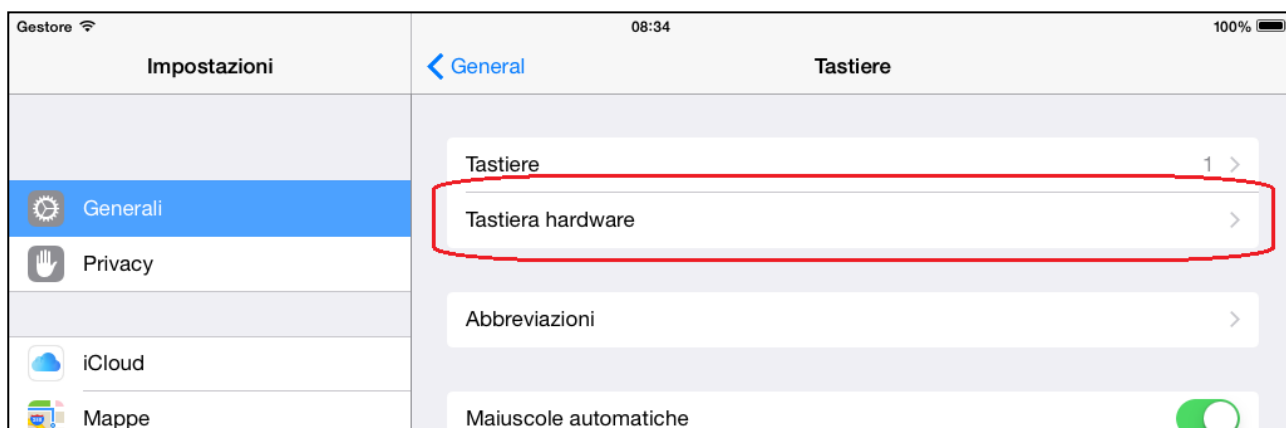 Gestore 08:34 100%
Impostazioni
General Tastiere
Tastiere 1
Tastiera hardware
Generali
Privacy
Abbreviazioni
iCloud
Mappe
Maiuscole automatiche